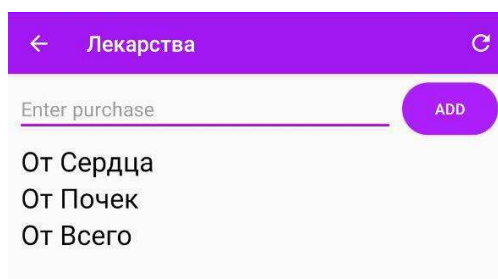 Лекарства
Enter purchase
ADD
От Сердца
От Почек
От Всего